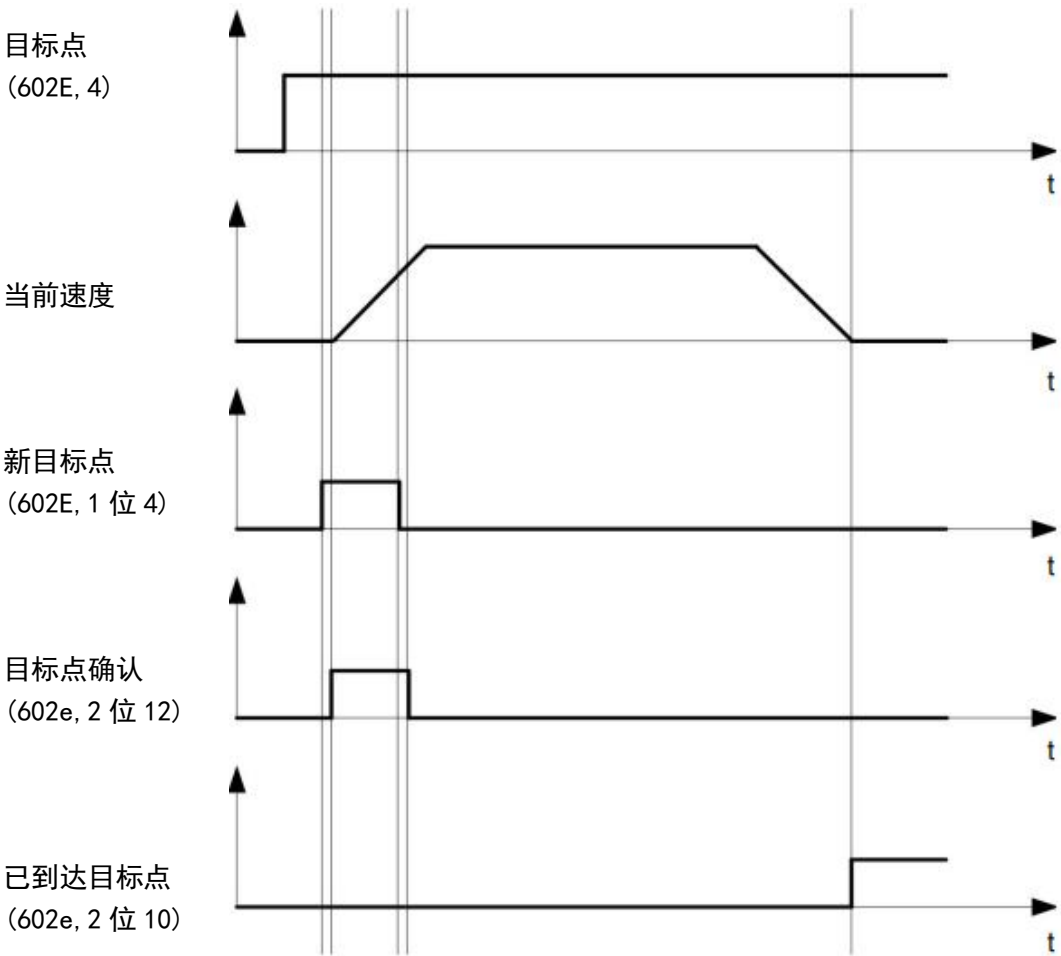 目标点
(602E,4)
t
当前速度
t
新目标点
(602E,1 位 4)
t
目标点确认
(602e,2 位 12)
t
已到达目标点
(602e,2 位 10)
t